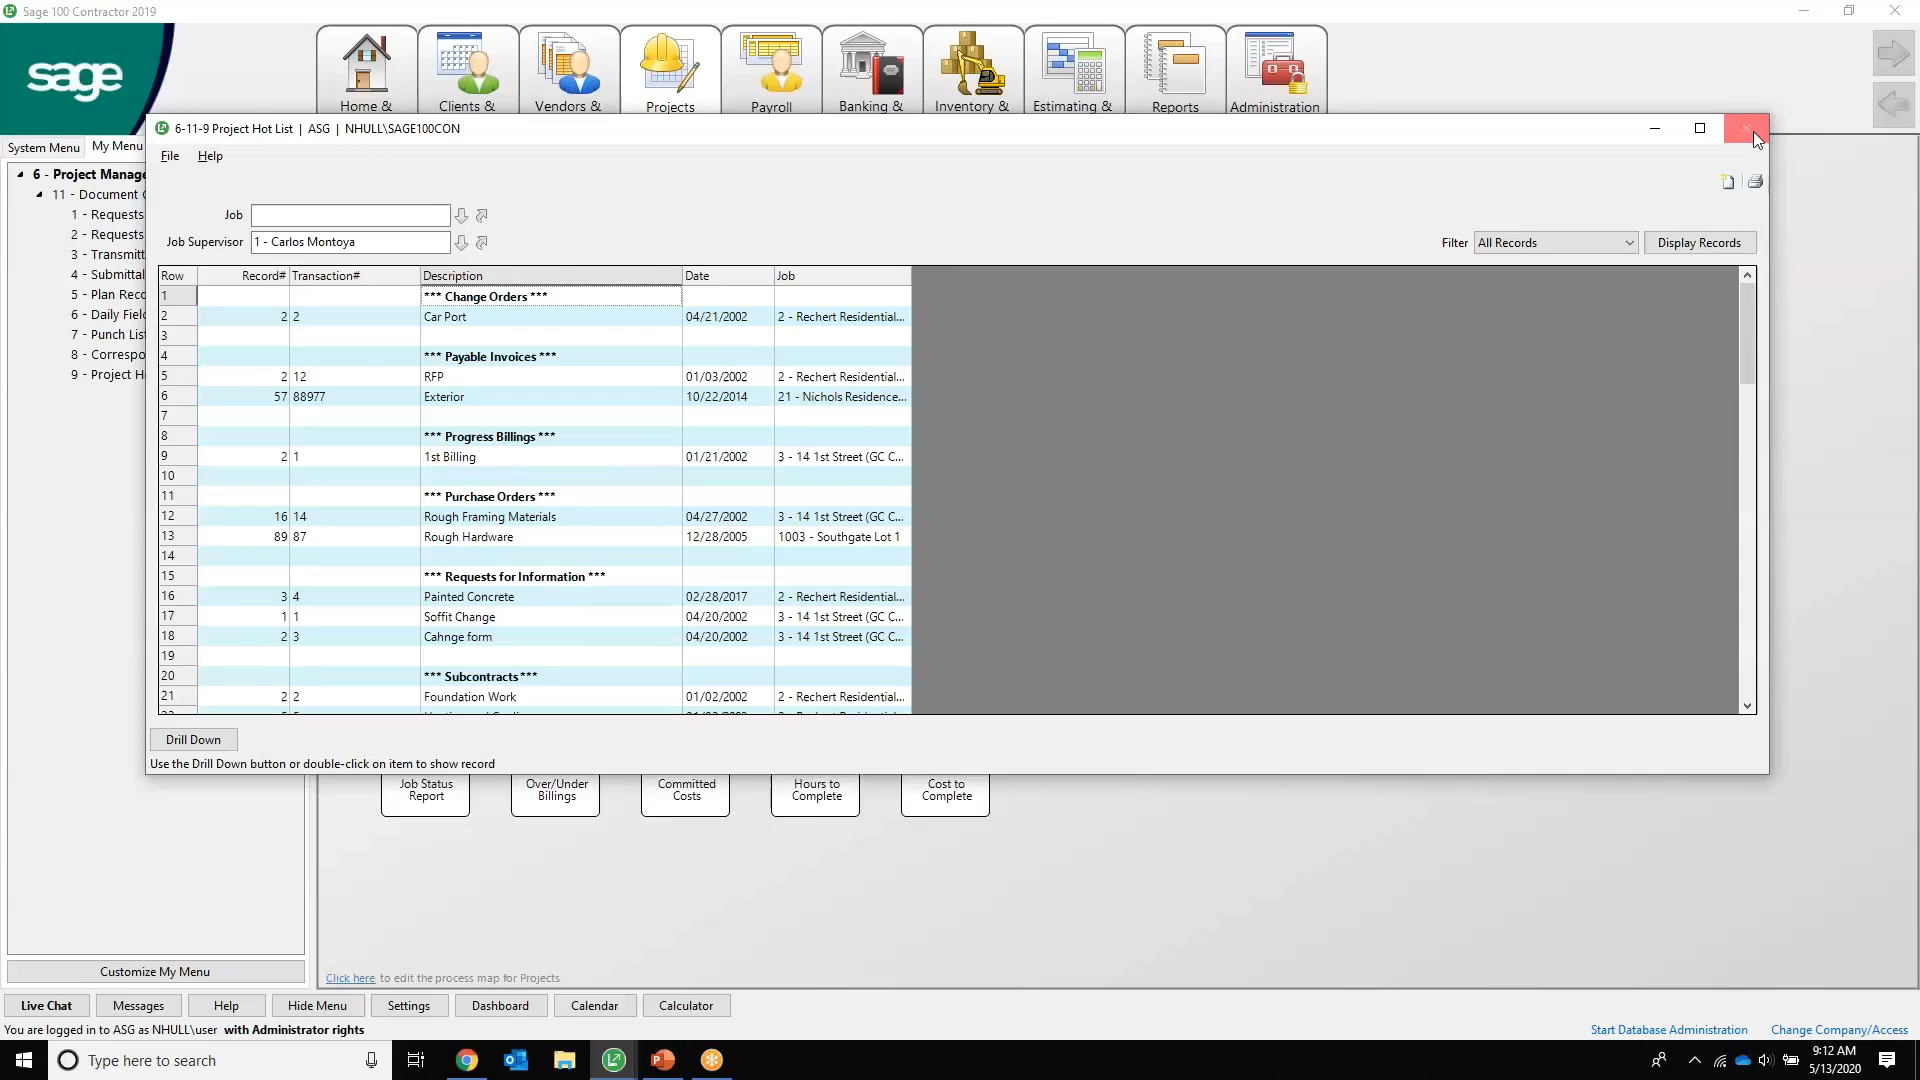 Sage 100 Contractor 2019
sage
Home &
Clients &
Vendors &
Projects
Payroll
Banking &
Inventory &
Estimating &
Reports
Administration
System Menu
My Menu
6 - Project Manage
11 - Document
1 - Requests
2 - Requests
3 - Transmitt
4 - Submittal
5 - Plan Reco
6 - Daily Field
7 - Punch List
8 - Correspo
9 - Project H
Customize My Menu
6-11-9 Project Hot List | ASG | NHULL\SAGE100CON
File Help
Job
Job Supervisor 1 - Carlos Montoya
Filter All Records Display Records
Row Record# Transaction# Description Date Job
1 *** Change Orders ***
2 2 2 Car Port 04/21/2002 2 - Rechert Residential...
3
4 *** Payable Invoices ***
5 2 12 RFP 01/03/2002 2 - Rechert Residential...
6 57 88977 Exterior 10/22/2014 21 - Nichols Residence...
7
8 *** Progress Billings ***
9 2 1 1st Billing 01/21/2002 3 - 14 1st Street (GC C...
10
11 *** Purchase Orders ***
12 16 14 Rough Framing Materials 04/27/2002 3 - 14 1st Street (GC C...
13 89 87 Rough Hardware 12/28/2005 1003 - Southgate Lot 1
14
15 *** Requests for Information ***
16 3 4 Painted Concrete 02/28/2017 2 - Rechert Residential...
17 1 1 Soffit Change 04/20/2002 3 - 14 1st Street (GC C...
18 2 3 Cahnge form 04/20/2002 3 - 14 1st Street (GC C...
19
20 *** Subcontracts ***
21 2 2 Foundation Work 01/02/2002 2 - Rechert Residential...
Drill Down
Use the Drill Down button or double-click on item to show record
Job Status
Report
Over/Under
Billings
Committed
Costs
Hours to
Complete
Cost to
Complete
Click here to edit the process map for Projects
Live Chat Messages Help Hide Menu Settings Dashboard Calendar Calculator
You are logged in to ASG as NHULL\user with Administrator rights
Start Database Administration Change Company/Access
Type here to search
9:12 AM
5/13/2020